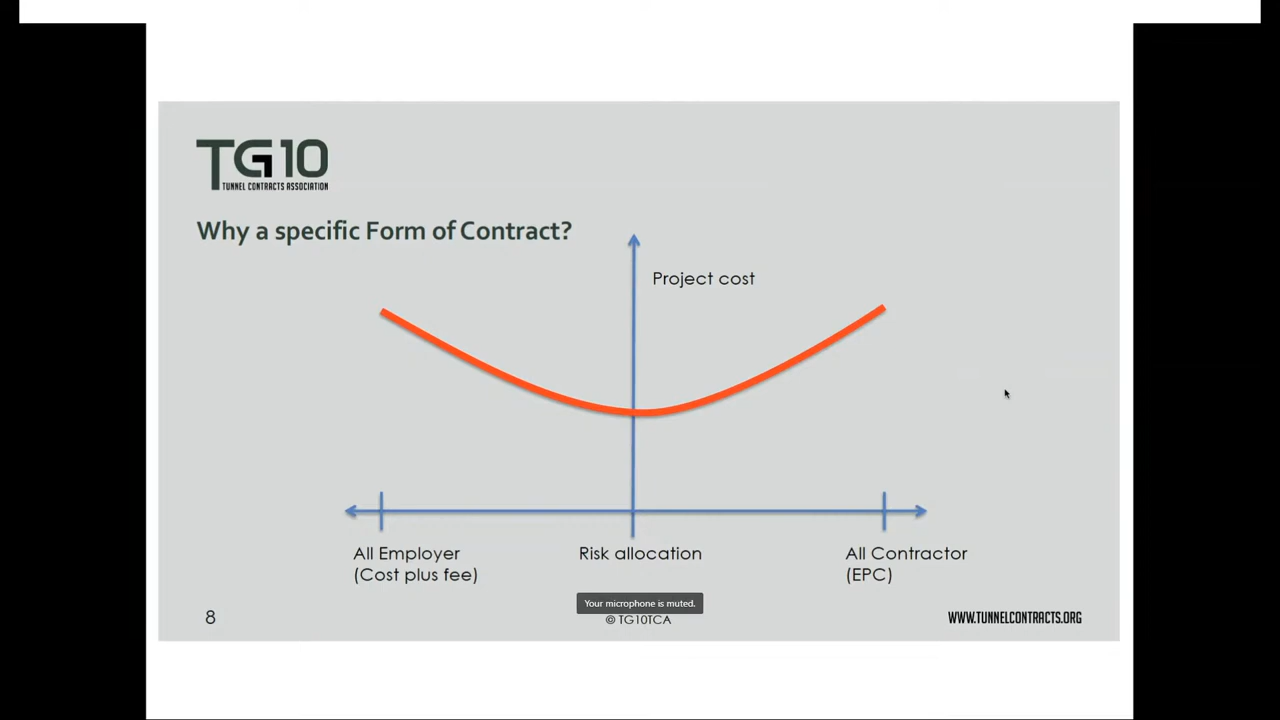 TG10
TUNNEL CONTRACTS ASSOCIATION
Why a specific Form of Contract?
Project cost
All Employer
(Cost plus fee)
Risk allocation
All Contractor
(EPC)
Your microphone is muted.
8
© TG10TCA
WWW.TUNNELCONTRACTS.ORG